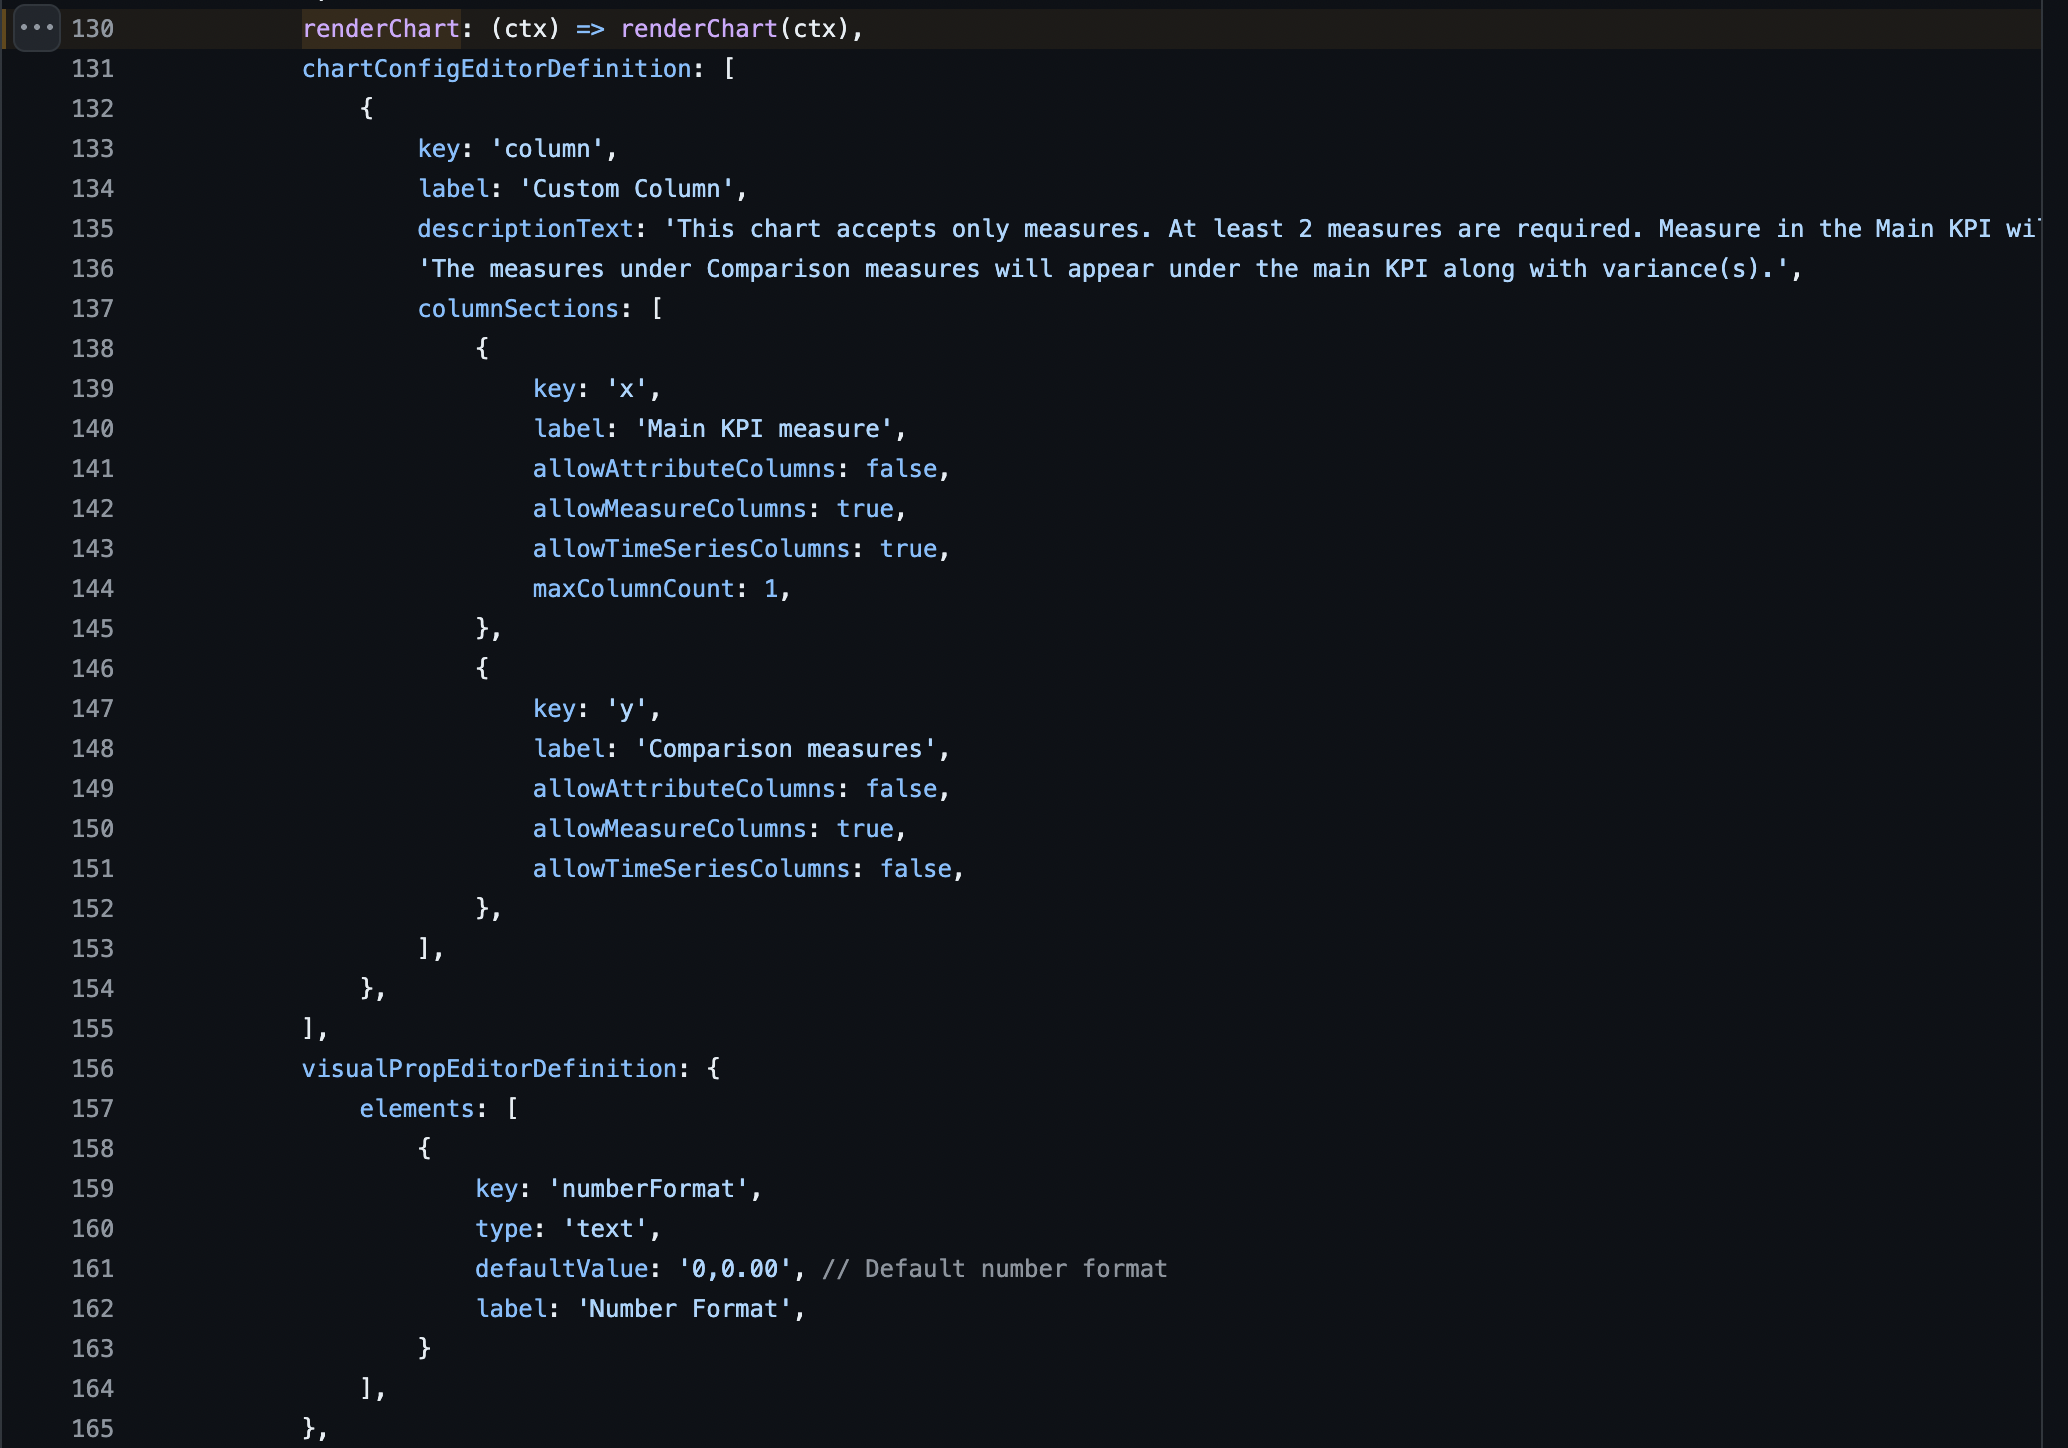 130 renderChart: (ctx) => renderChart(ctx),
131 chartConfigEditorDefinition: [
132 {
133 key: 'column',
134 label: 'Custom Column',
135 descriptionText: 'This chart accepts only measures. At least 2 measures are required. Measure in the Main KPI
136 'The measures under Comparison measures will appear under the main KPI along with variance(s).',
137 columnSections: [
138 {
139 key: 'x',
140 label: 'Main KPI measure',
141 allowAttributeColumns: false,
142 allowMeasureColumns: true,
143 allowTimeSeriesColumns: true,
144 maxColumnCount: 1,
145 },
146 {
147 key: 'y',
148 label: 'Comparison measures',
149 allowAttributeColumns: false,
150 allowMeasureColumns: true,
151 allowTimeSeriesColumns: false,
152 },
153 ],
154 },
155 ],
156 visualPropEditorDefinition: {
157 elements: [
158 {
159 key: 'numberFormat',
160 type: 'text',
161 defaultValue: '0,0.00', // Default number format
162 label: 'Number Format',
163 }
164 ],
165 },